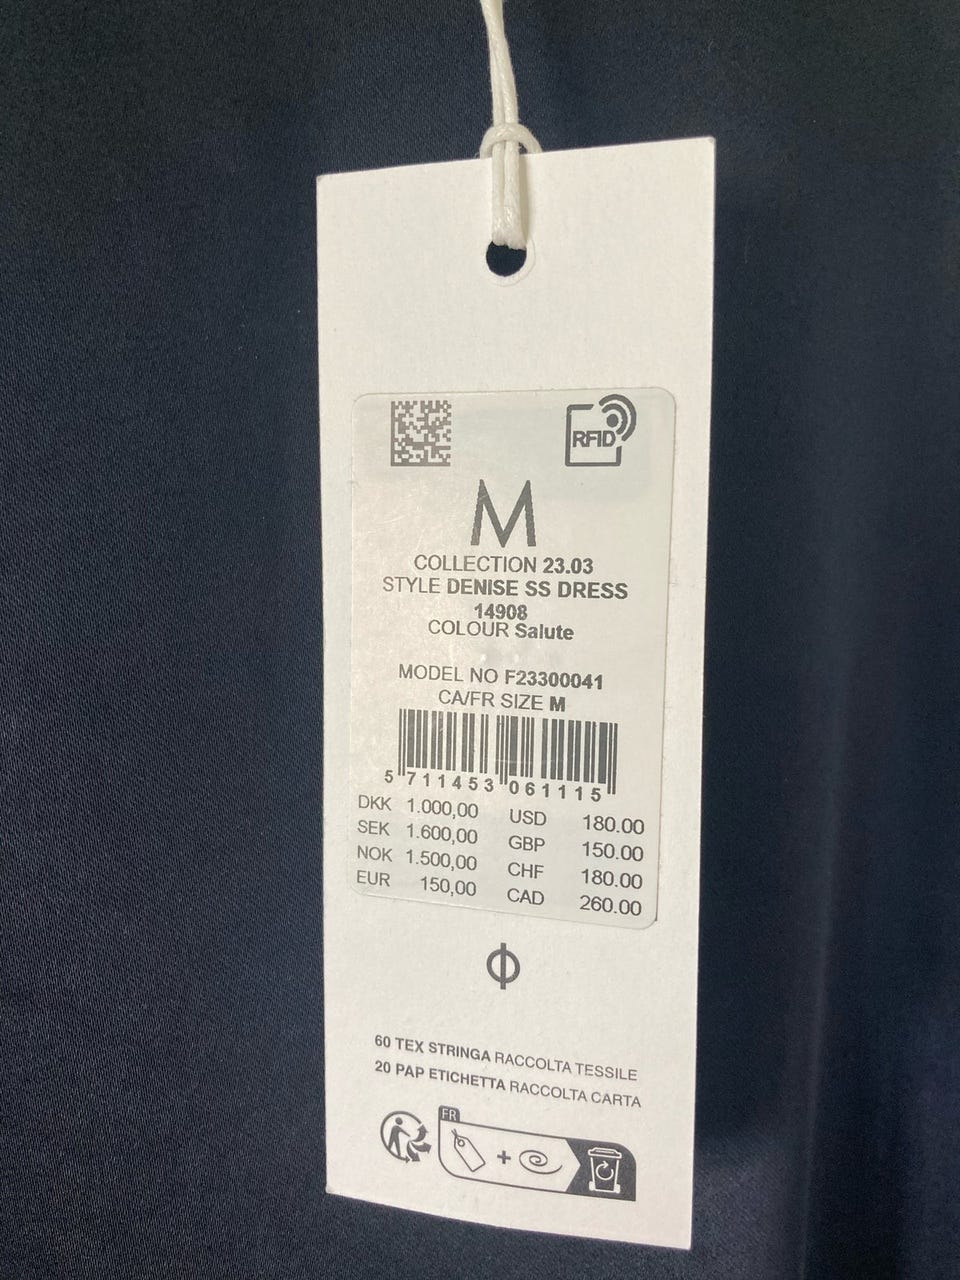 RFID
M
COLLECTION 23.03
STYLE DENISE SS DRESS
14908
COLOUR Salute
MODEL NO F23300041
CA/FR SIZE M
5 711453 061115
DKK 1.000,00 USD 180.00
SEK 1.600,00 GBP 150.00
NOK 1.500,00 CHF 180.00
EUR 150,00 CAD 260.00
60 TEX STRINGA RACCOLTA TESSILE
20 PAP ETICHETTA RACCOLTA CARTA
FR
+